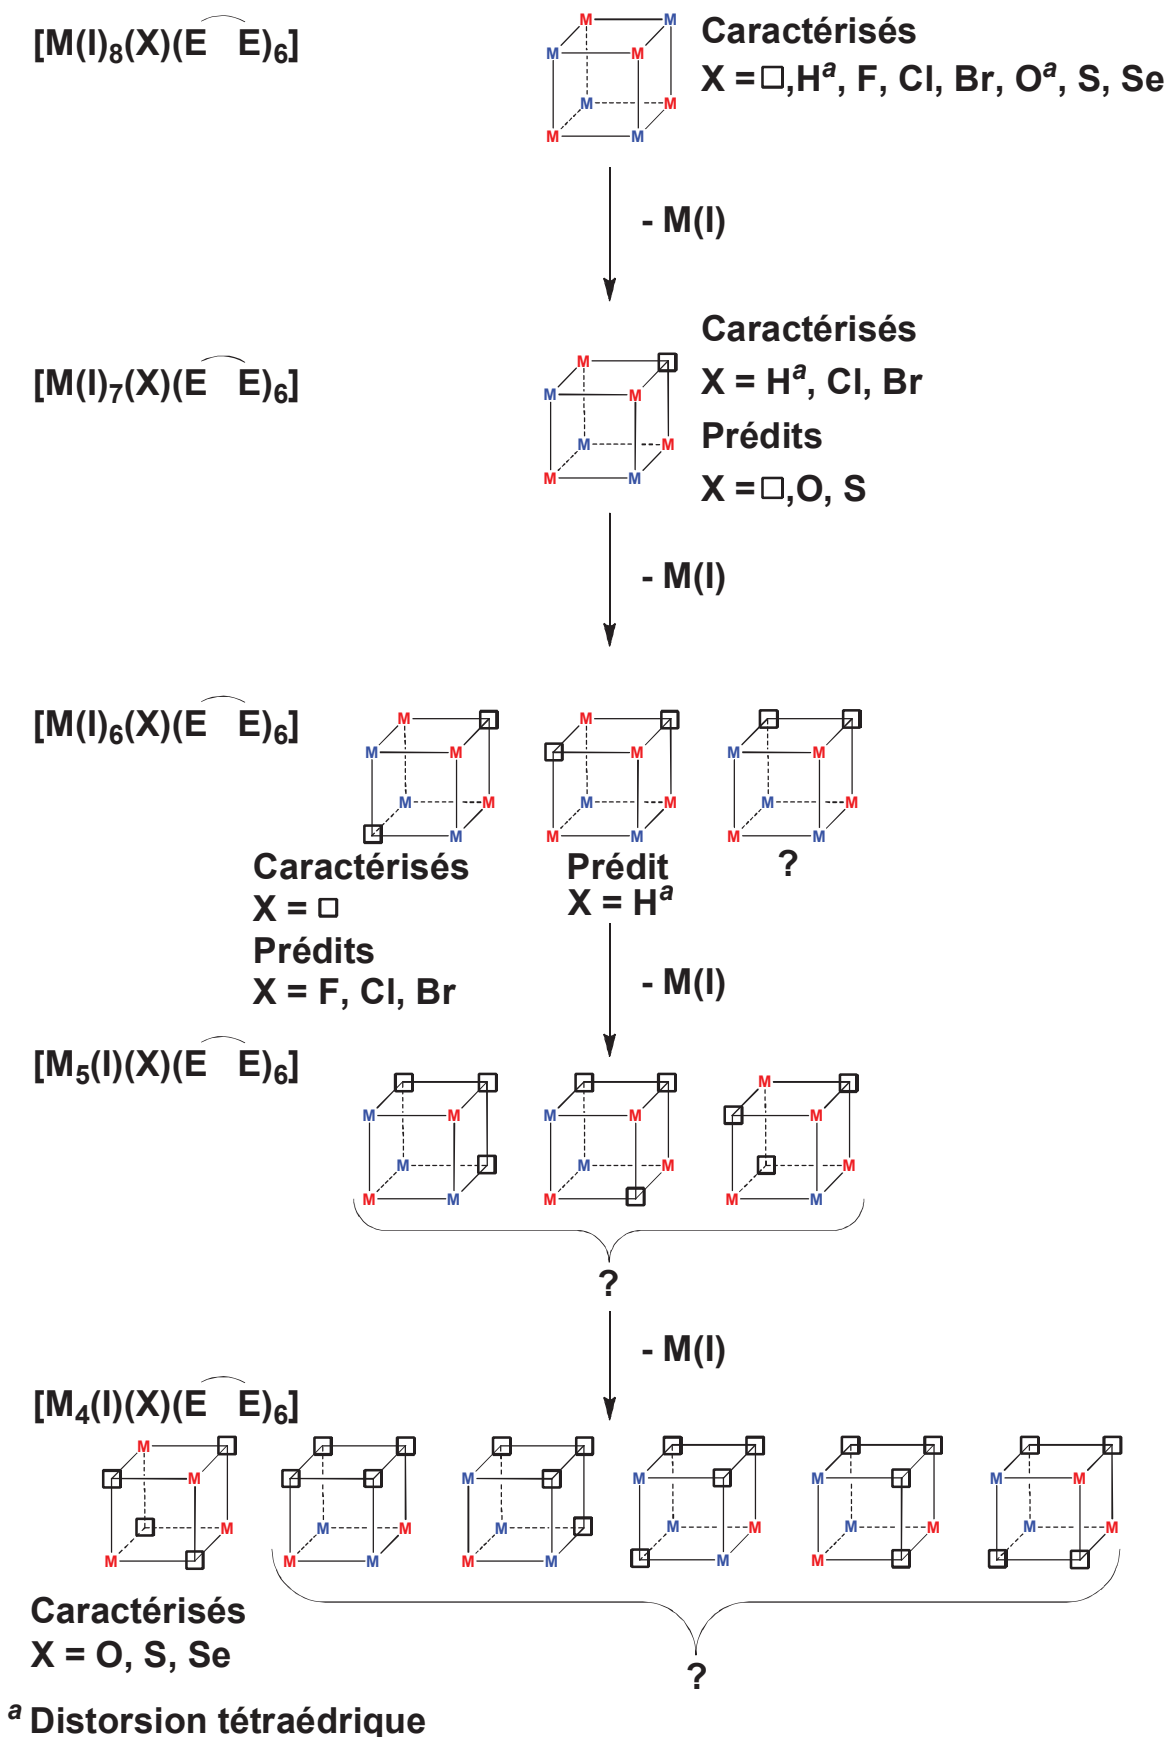 [M(I)8(X)(E E)6]
Caractérisés
X = □,Hᵃ, F, Cl, Br, Oᵃ, S, Se
M M
M M
M M
M M
- M(I)
[M(I)7(X)(E E)6]
Caractérisés
X = Hᵃ, Cl, Br
Prédits
X = □,O, S
M
M M
M M
M M
- M(I)
[M(I)6(X)(E E)6]
M M
M M M M M
M M M M M M
M M M M M
Caractérisés
X = □
Prédits
X = F, Cl, Br
Prédit
X = Hᵃ
?
- M(I)
[M5(I)(X)(E E)6]
M
M M M M M
M M M M
M M M M M
?
- M(I)
[M4(I)(X)(E E)6]
M
M M M M M M
M M M M M M M M M M
M M M M M M M
Caractérisés
X = O, S, Se
?
ᵃ Distorsion tétraédrique